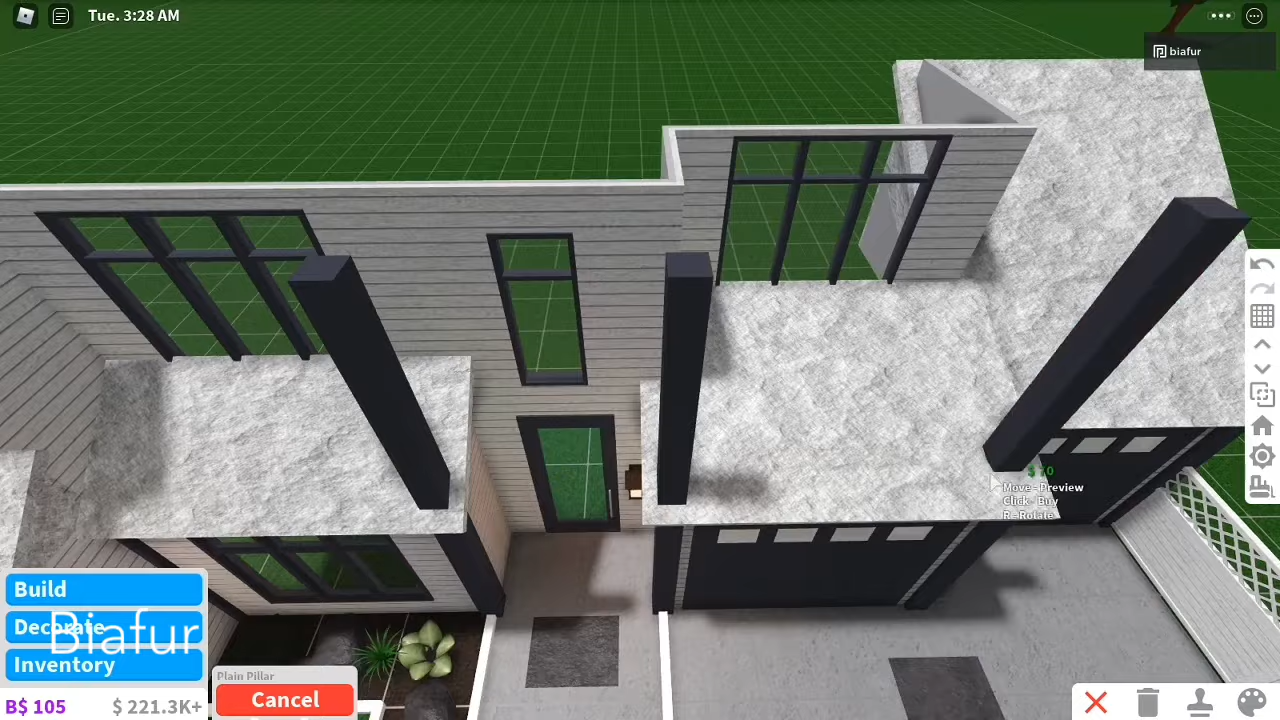 Tue. 3:28 AM
biafur
$ 70
Move - Preview
Click - Buy
R - Rotate
Build
Decorate
Biafur
Inventory
Plain Pillar
Cancel
B$ 105
$ 221.3K+